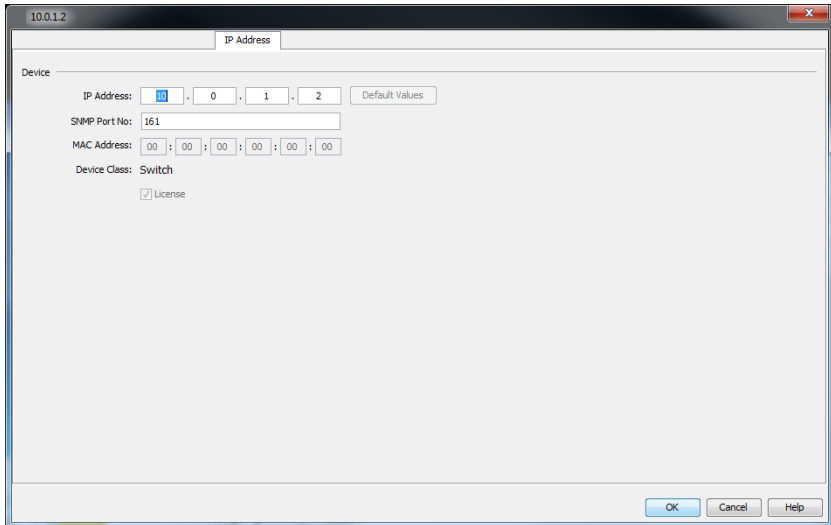 10.0.1.2
IP Address
Device
IP Address: 10 . 0 . 1 . 2 Default Values
SNMP Port No: 161
MAC Address: 00 : 00 : 00 : 00 : 00 : 00
Device Class: Switch
License
OK Cancel Help